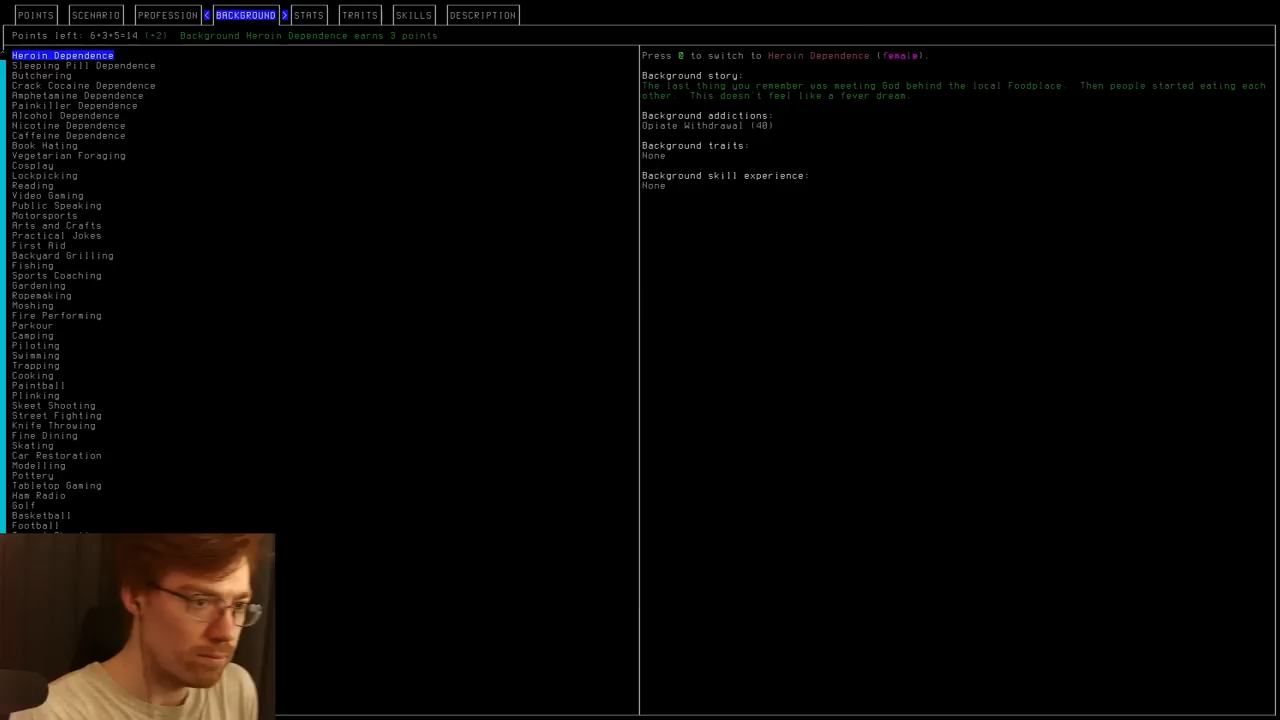 POINTS SCENARIO PROFESSION < BACKGROUND > STATS TRAITS SKILLS DESCRIPTION
Points left: 6+3+5=14 (+2) Background Heroin Dependence earns 3 points
Heroin Dependence
Sleeping Pill Dependence
Butchering
Crack Cocaine Dependence
Amphetamine Dependence
Painkiller Dependence
Alcohol Dependence
Nicotine Dependence
Caffeine Dependence
Book Hating
Vegetarian Foraging
Cosplay
Lockpicking
Reading
Video Gaming
Public Speaking
Motorsports
Arts and Crafts
Practical Jokes
First Aid
Backyard Grilling
Fishing
Sports Coaching
Gardening
Ropemaking
Moshing
Fire Performing
Parkour
Camping
Piloting
Swimming
Trapping
Cooking
Paintball
Plinking
Skeet Shooting
Street Fighting
Knife Throwing
Fine Dining
Skating
Car Restoration
Modelling
Pottery
Tabletop Gaming
Ham Radio
Golf
Basketball
Football
Press @ to switch to Heroin Dependence (female).
Background story:
The last thing you remember was meeting God behind the local Foodplace. Then people started eating each
other. This doesn't feel like a fever dream.
Background addictions:
Opiate Withdrawal (40)
Background traits:
None
Background skill experience:
None